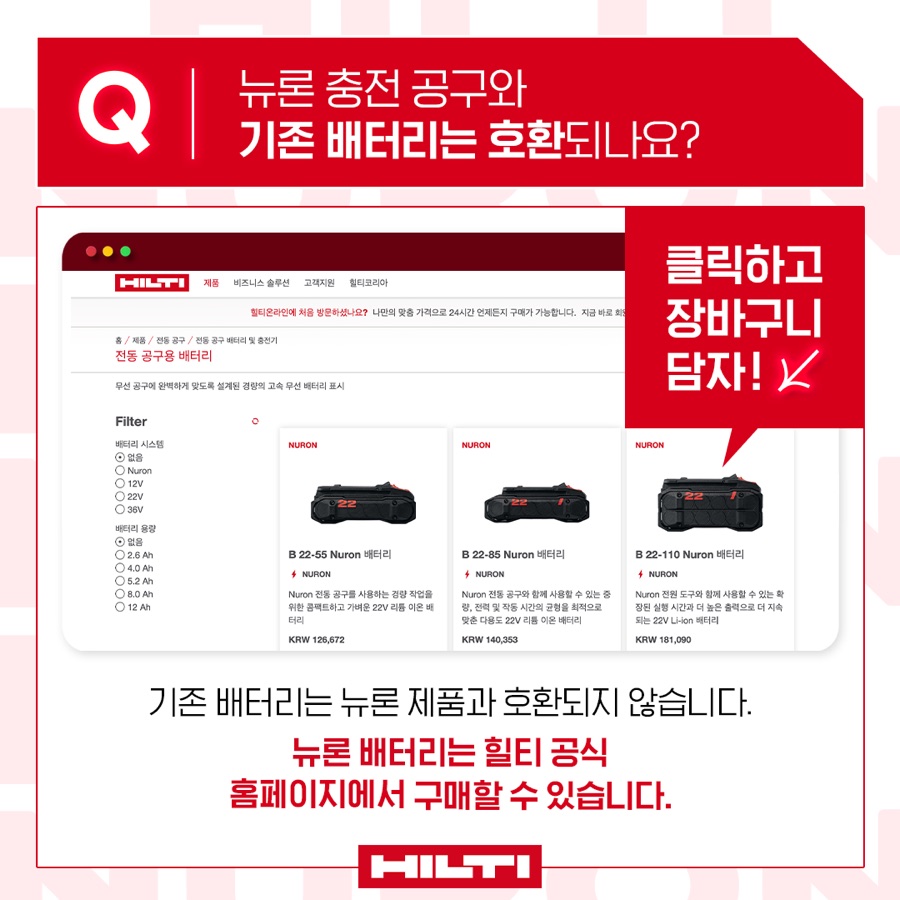 Q
뉴론 충전 공구와
기존 배터리는 호환되나요?
클릭하고
장바구니
담자!
HILTI 제품 비즈니스 솔루션 고객지원 힐티코리아
힐티온라인에 처음 방문하셨나요? 나만의 맞춤 가격으로 24시간 언제든지 구매가 가능합니다. 지금 바로 회원
홈 / 제품 / 전동 공구 / 전동 공구 배터리 및 충전기
전동 공구용 배터리
무선 공구에 완벽하게 맞도록 설계된 경량의 고속 무선 배터리 표시
Filter
배터리 시스템
없음
Nuron
12V
22V
36V
배터리 용량
없음
2.6 Ah
4.0 Ah
5.2 Ah
8.0 Ah
12 Ah
NURON
22
B 22-55 Nuron 배터리
NURON
Nuron 전동 공구를 사용하는 경량 작업을
위한 콤팩트하고 가벼운 22V 리튬 이온 배
터리
KRW 126,672
NURON
22
B 22-85 Nuron 배터리
NURON
Nuron 전동 공구와 함께 사용할 수 있는 중
량, 전력 및 작동 시간의 균형을 최적으로
맞춘 다용도 22V 리튬 이온 배터리
KRW 140,353
NURON
22
B 22-110 Nuron 배터리
NURON
Nuron 전원 도구와 함께 사용할 수 있는 확
장된 실행 시간과 더 높은 출력으로 더 지속
되는 22V Li-ion 배터리
KRW 181,090
기존 배터리는 뉴론 제품과 호환되지 않습니다.
뉴론 배터리는 힐티 공식
홈페이지에서 구매할 수 있습니다.
HILTI